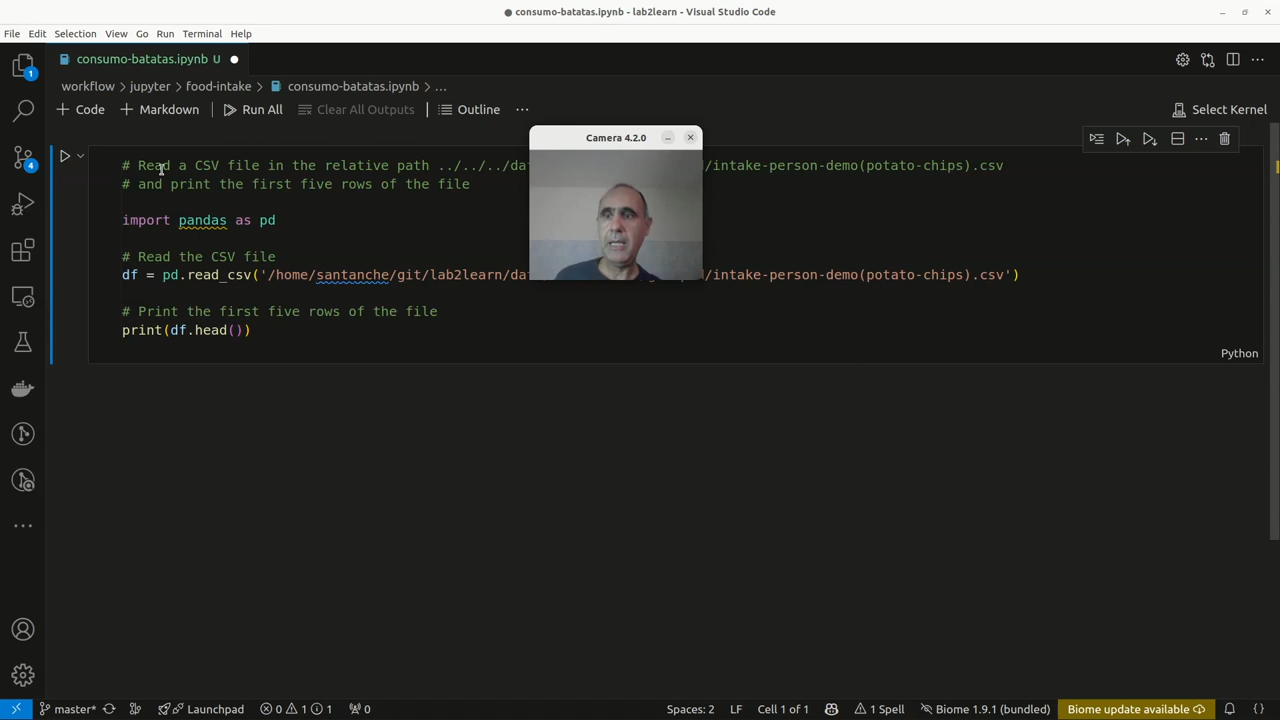 ● consumo-batatas.ipynb - lab2learn - Visual Studio Code
File Edit Selection View Go Run Terminal Help
consumo-batatas.ipynb U ●
workflow > jupyter > food-intake > consumo-batatas.ipynb > ...
+ Code + Markdown Run All Clear All Outputs Outline ...
Select Kernel
Camera 4.2.0
# Read a CSV file in the relative path ../../../dat /intake-person-demo(potato-chips).csv
# and print the first five rows of the file
import pandas as pd
# Read the CSV file
df = pd.read_csv('/home/santanche/git/lab2learn/dat /intake-person-demo(potato-chips).csv')
# Print the first five rows of the file
print(df.head())
Python
1
4
master* Launchpad 0 1 1 0
Spaces: 2 LF Cell 1 of 1 1 Spell Biome 1.9.1 (bundled) Biome update available {}